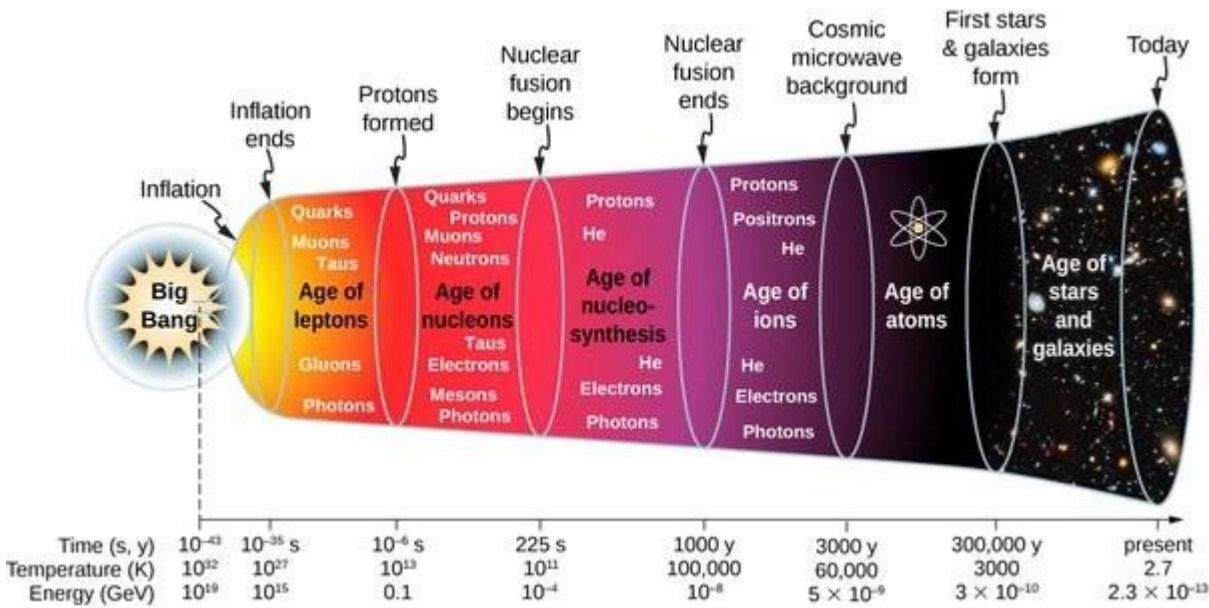 Inflation
Inflation
ends
Protons
formed
Nuclear
fusion
begins
Nuclear
fusion
ends
Cosmic
microwave
background
First stars
& galaxies
form
Today
Big
Bang
Quarks
Muons
Taus
Age of
leptons
Gluons
Photons
Quarks
Protons
Muons
Neutrons
Age of
nucleons
Taus
Electrons
Mesons
Photons
Protons
He
Age of
nucleo-
synthesis
He
Electrons
Photons
Protons
Positrons
He
Age of
ions
He
Electrons
Photons
Age of
atoms
Age of
stars
and
galaxies
Time (s, y) 10⁻⁴³ 10⁻³⁵ s 10⁻⁶ s 225 s 1000 y 3000 y 300,000 y present
Temperature (K) 10³² 10²⁷ 10¹³ 10¹¹ 100,000 60,000 3000 2.7
Energy (GeV) 10¹⁹ 10¹⁵ 0.1 10⁻⁴ 10⁻⁸ 5 × 10⁻⁹ 3 × 10⁻¹⁰ 2.3 × 10⁻¹³